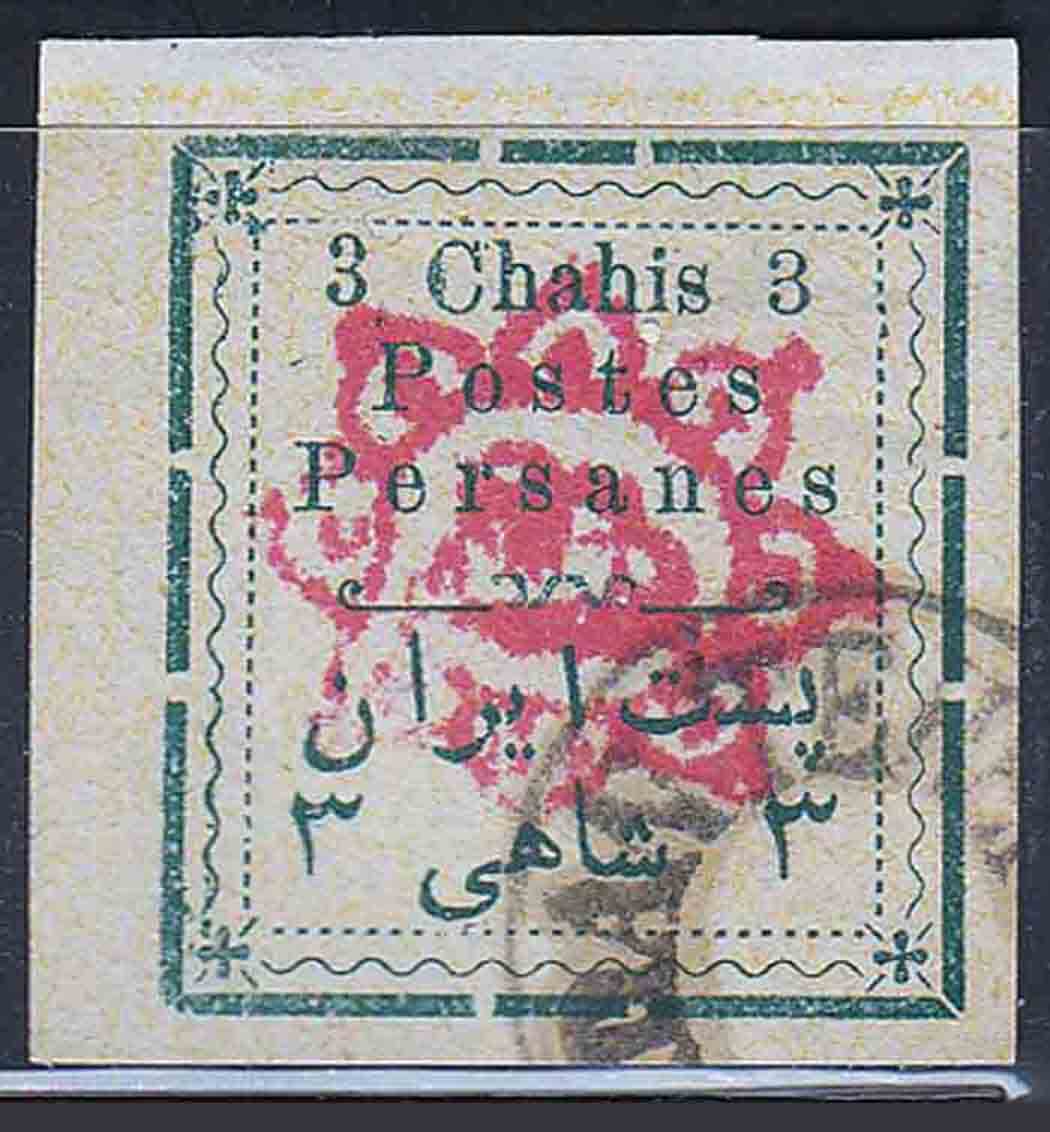 3 Chahis 3
Postes
Persanes
پست ایران
۳ شاهی ۳